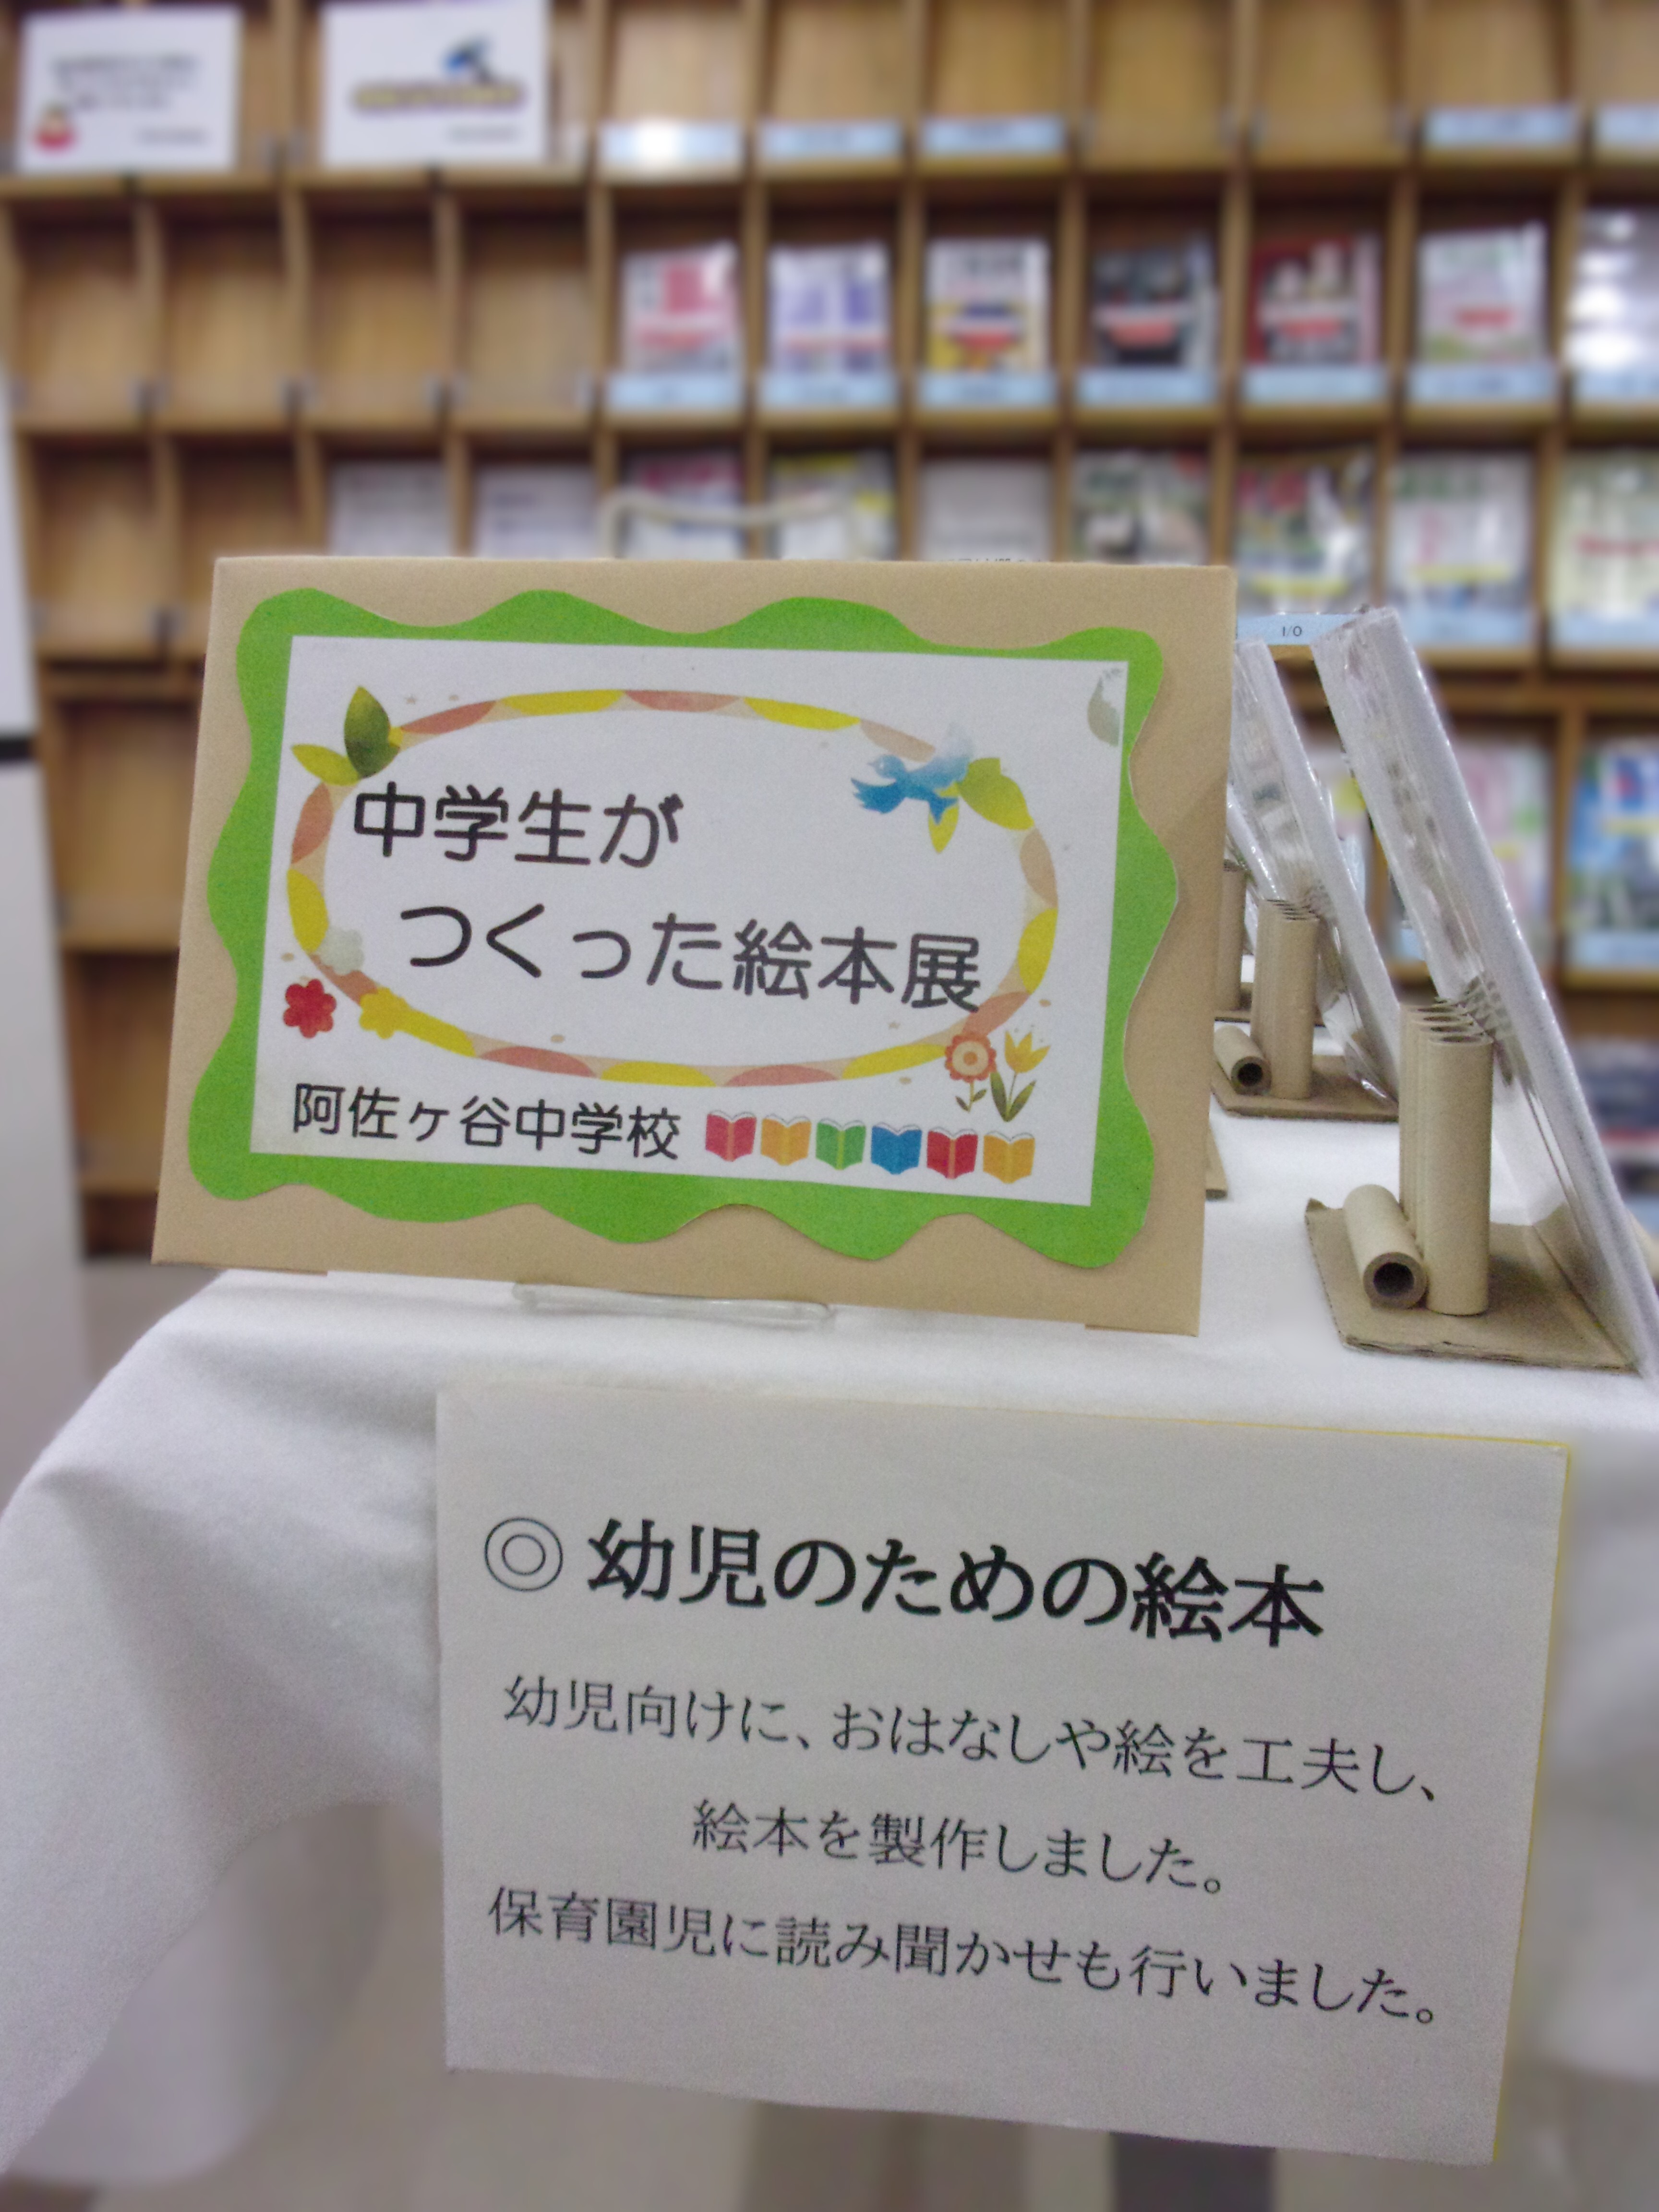 I/O
中学生が
つくった絵本展
阿佐ヶ谷中学校
◎ 幼児のための絵本
幼児向けに、おはなしや絵を工夫し、
絵本を製作しました。
保育園児に読み聞かせも行いました。